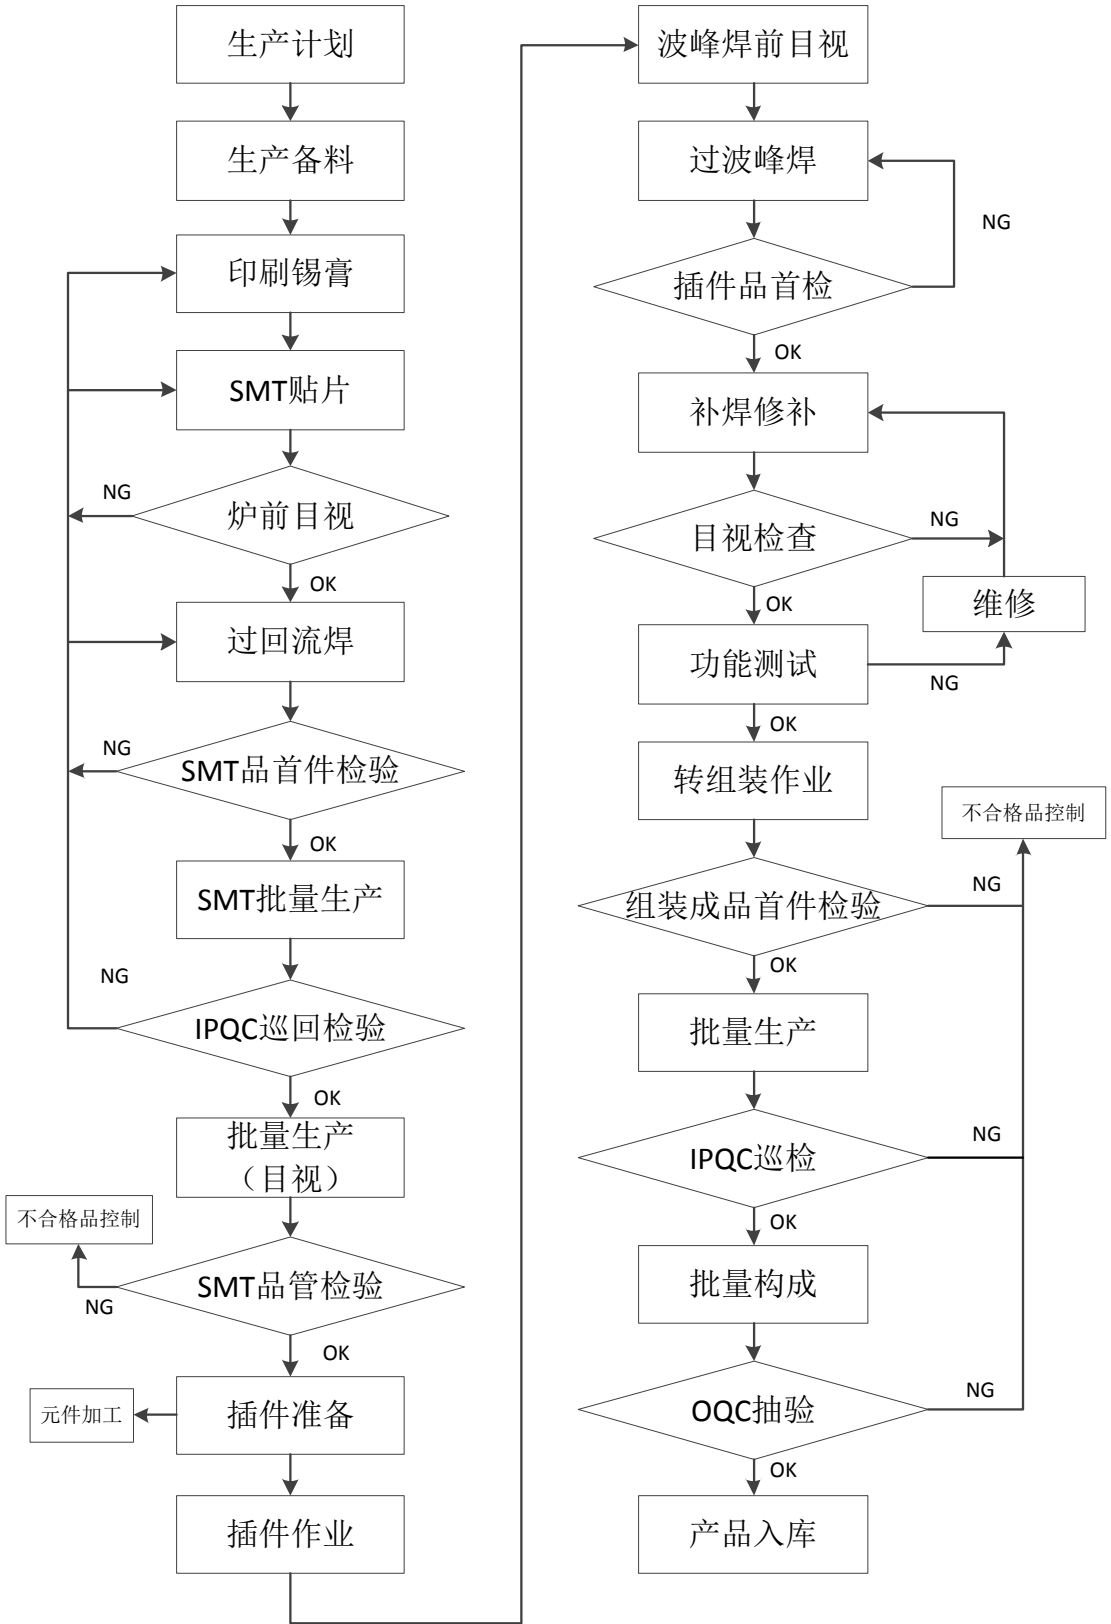 生产计划
生产备料
印刷锡膏
SMT贴片
NG
炉前目视
OK
过回流焊
NG
SMT品首件检验
OK
SMT批量生产
NG
IPQC巡回检验
OK
批量生产
（目视）
不合格品控制
SMT品管检验
NG
OK
元件加工
插件准备
插件作业
波峰焊前目视
过波峰焊
NG
插件品首检
OK
补焊修补
NG
目视检查
OK
维修
功能测试
NG
OK
转组装作业
不合格品控制
NG
组装成品首件检验
OK
批量生产
NG
IPQC巡检
OK
批量构成
NG
OQC抽验
OK
产品入库